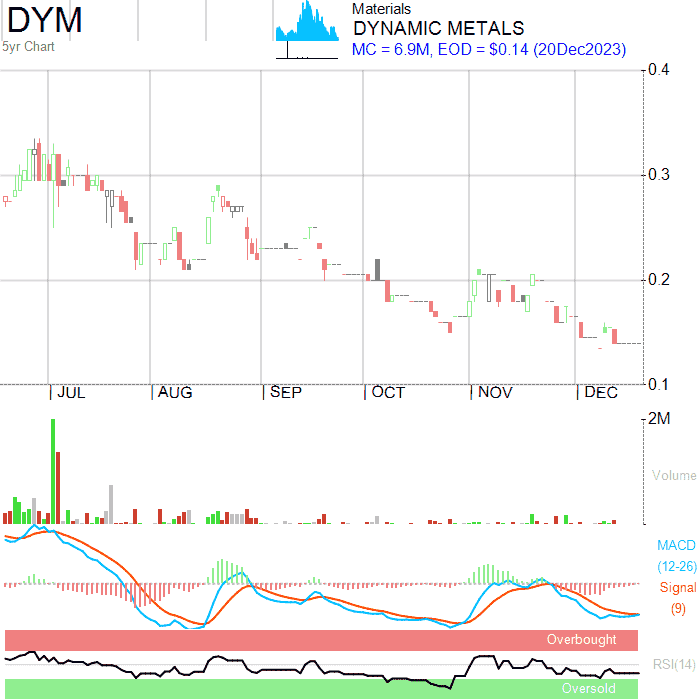 DYM
5yr Chart
Materials
DYNAMIC METALS
MC = 6.9M, EOD = $0.14 (20Dec2023)
0.4
0.3
0.2
0.1
JUL AUG SEP OCT NOV DEC
2M
Volume
MACD
(12-26)
Signal
(9)
Overbought
RSI(14)
Oversold